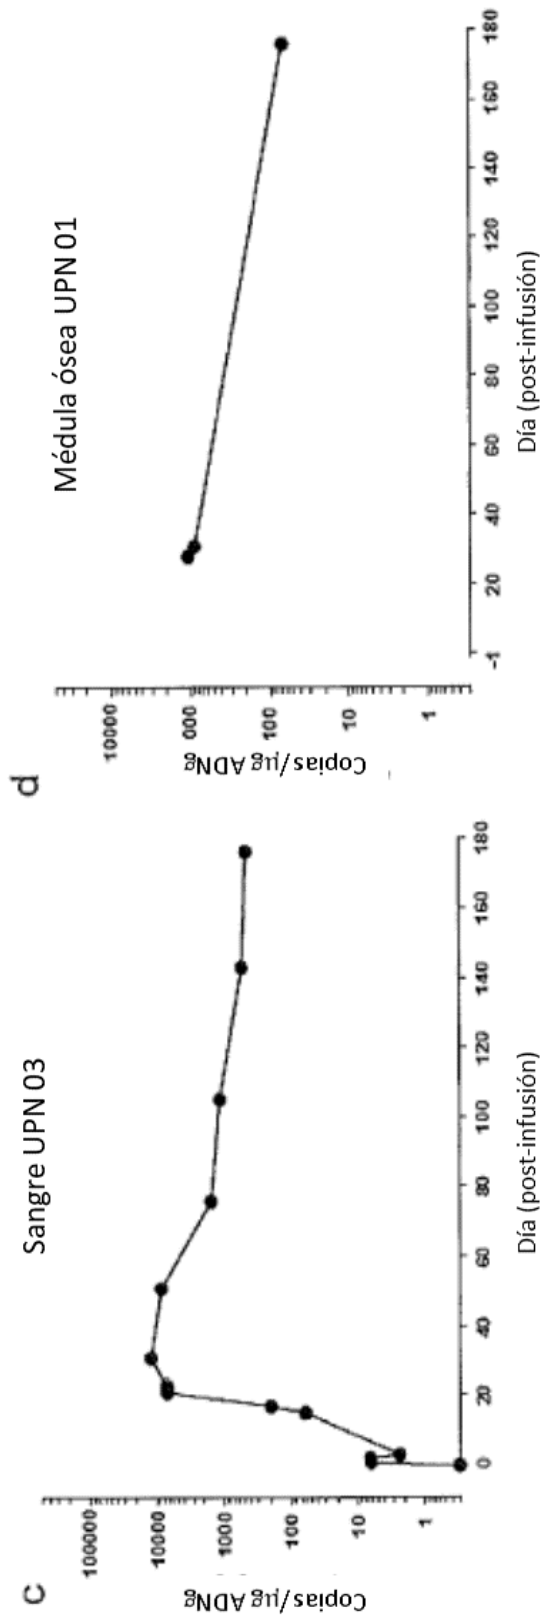 c
Sangre UPN 03
100000
10000
1000
100
10
1
Copias/µg ADNg
0 20 40 60 80 100 120 140 160 180
Día (post-infusión)
d
Médula ósea UPN 01
10000
000
100
10
1
Copias/µg ADNg
-1 20 40 60 80 100 120 140 160 180
Día (post-infusión)